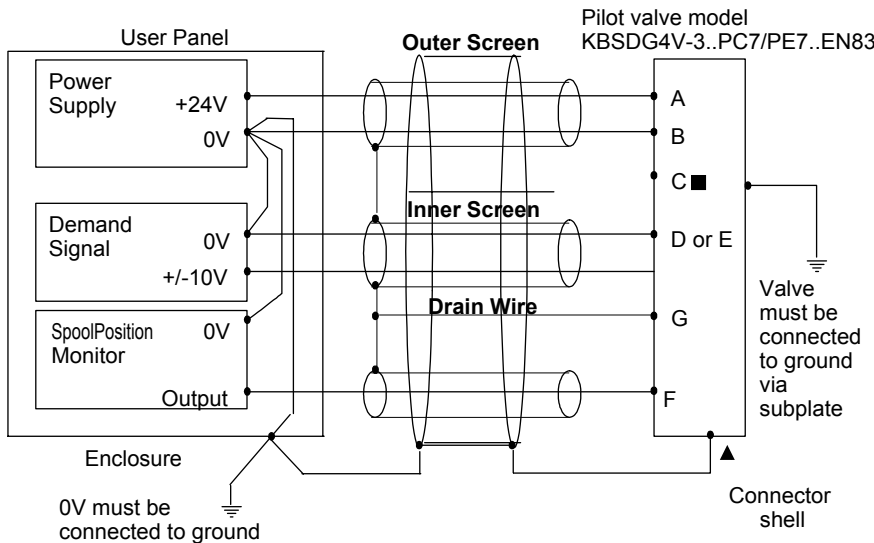 Pilot valve model
KBSDG4V-3..PC7/PE7..EN83
User Panel
Outer Screen
Power
Supply
+24V
0V
A
B
C■
Inner Screen
Demand
Signal
0V
+/-10V
D or E
Drain Wire
SpoolPosition
Monitor
0V
Output
G
F
Valve
must be
connected
to ground
via
subplate
Enclosure
▲
Connector
shell
0V must be
connected to ground